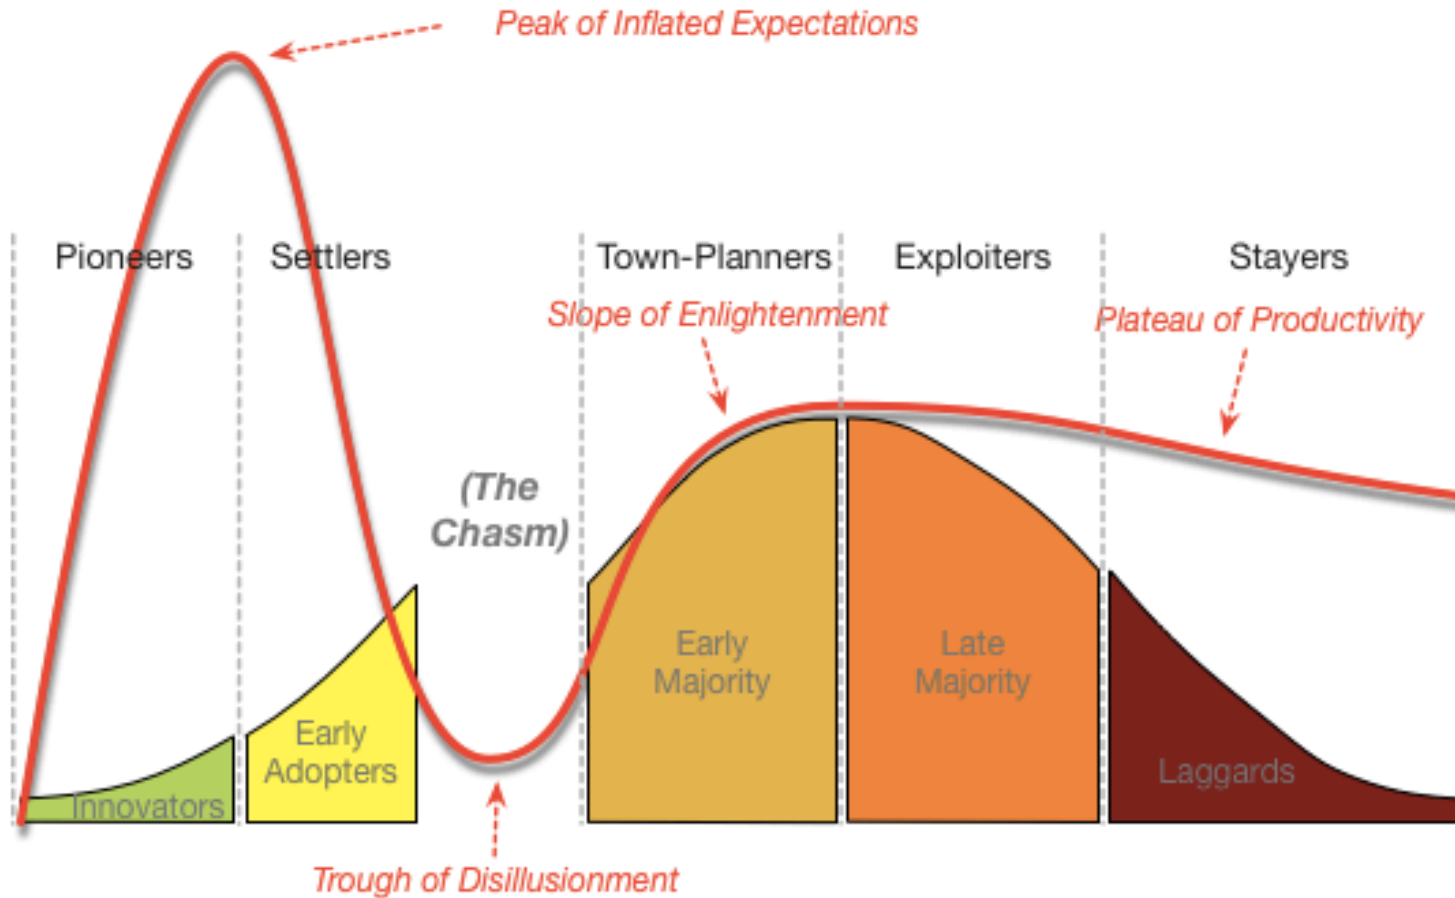 Peak of Inflated Expectations
Pioneers
Settlers
Town-Planners
Exploiters
Stayers
Slope of Enlightenment
Plateau of Productivity
(The
Chasm)
Early
Majority
Late
Majority
Early
Adopters
Laggards
Innovators
Trough of Disillusionment